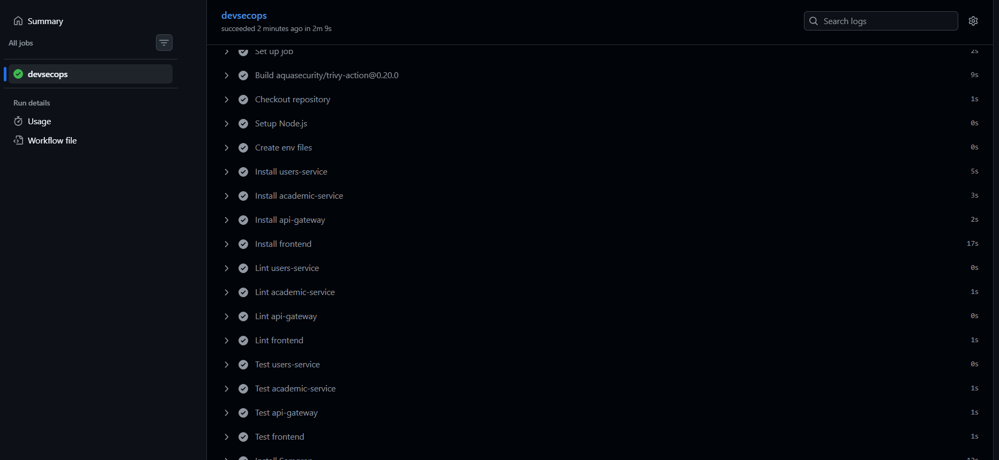 Summary
All jobs
devsecops
Run details
Usage
Workflow file
devsecops
succeeded 2 minutes ago in 2m 9s
Search logs
Set up job 2s
Build aquasecurity/trivy-action@0.20.0 9s
Checkout repository 1s
Setup Node.js 0s
Create env files 0s
Install users-service 5s
Install academic-service 3s
Install api-gateway 2s
Install frontend 17s
Lint users-service 0s
Lint academic-service 1s
Lint api-gateway 0s
Lint frontend 1s
Test users-service 0s
Test academic-service 1s
Test api-gateway 1s
Test frontend 1s
Install Semgrep